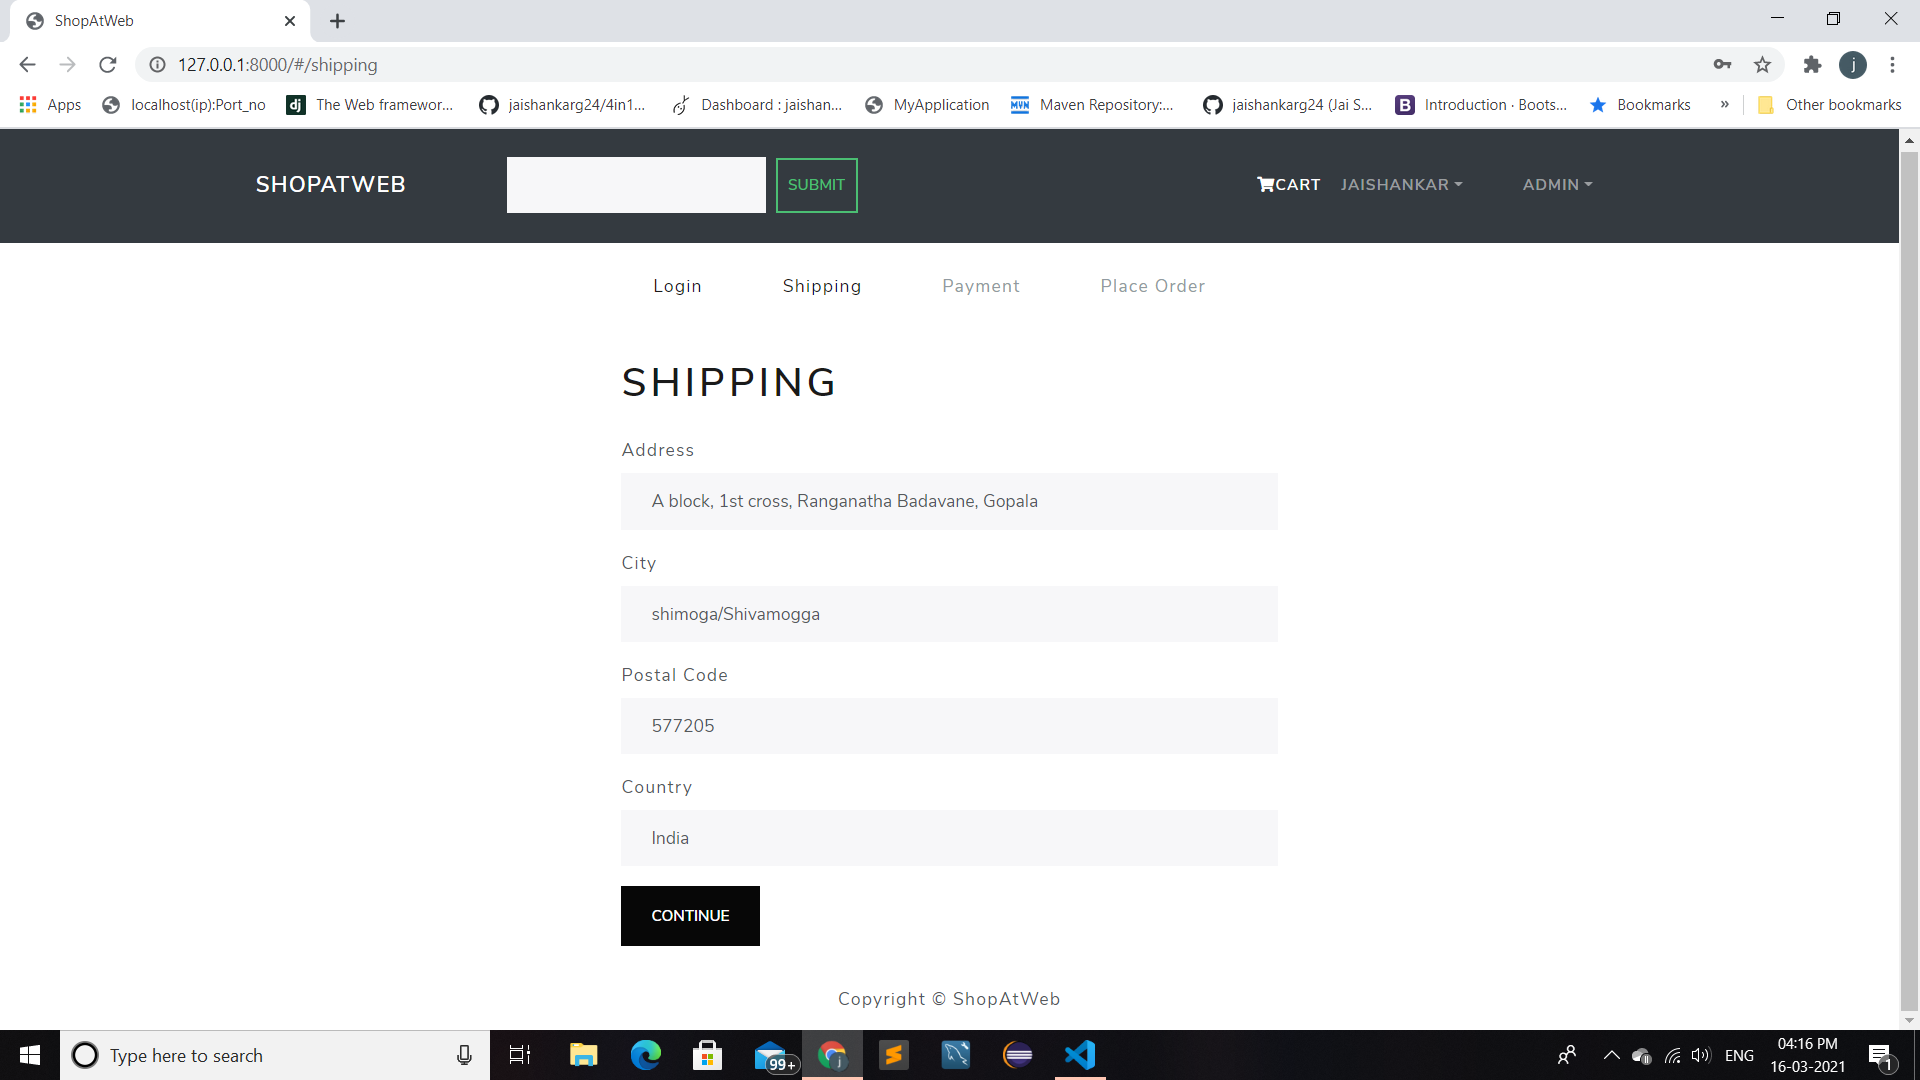 ShopAtWeb
127.0.0.1:8000/#/shipping
Apps localhost(ip):Port_no The Web framewor... jaishankarg24/4in1... Dashboard : jaishan... MyApplication Maven Repository:... jaishankarg24 (Jai S... Introduction · Boots... Bookmarks » Other bookmarks
SHOPATWEB SUBMIT CART JAISHANKAR ADMIN
Login Shipping Payment Place Order
SHIPPING
Address
A block, 1st cross, Ranganatha Badavane, Gopala
City
shimoga/Shivamogga
Postal Code
577205
Country
India
CONTINUE
Copyright © ShopAtWeb
Type here to search 99+ ENG 04:16 PM
16-03-2021 1